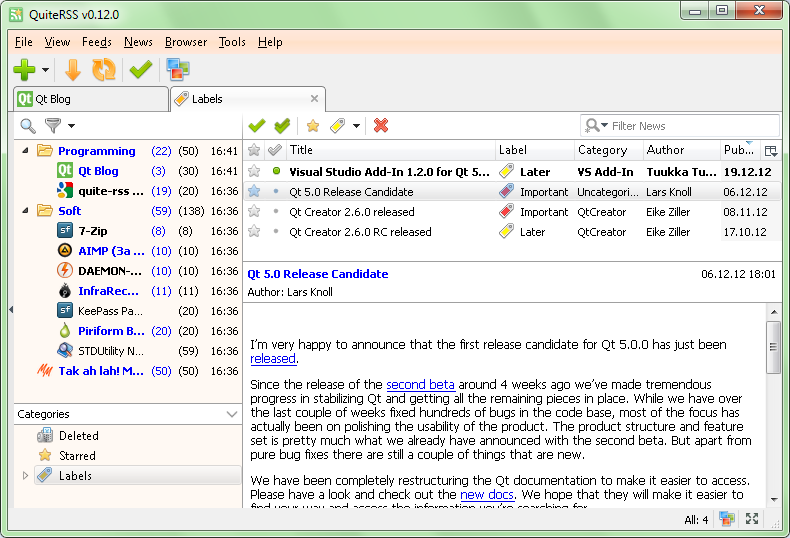 QuiteRSS v0.12.0
File View Feeds News Browser Tools Help
Qt Blog Labels
Filter News
Programming (22) (50) 16:41
Qt Blog (3) (30) 16:41
quite-rss ... (19) (20) 16:36
Soft (59) (138) 16:36
7-Zip (8) (8) 16:36
AIMP (За ... (10) (10) 16:36
DAEMON-... (10) (10) 16:36
InfraRec... (11) (11) 16:36
KeePass Pa... (20) 16:36
Piriform B... (20) (20) 16:36
STDUtility N... (59) 16:36
Tak ah lah! M... (50) (50) 16:36
Categories
Deleted
Starred
Labels
Title Label Category Author Pub...
Visual Studio Add-In 1.2.0 for Qt 5... Later VS Add-In Tuukka Tu... 19.12.12
Qt 5.0 Release Candidate Important Uncategori... Lars Knoll 06.12.12
Qt Creator 2.6.0 released Important QtCreator Eike Ziller 08.11.12
Qt Creator 2.6.0 RC released Later QtCreator Eike Ziller 17.10.12
Qt 5.0 Release Candidate 06.12.12 18:01
Author: Lars Knoll
I'm very happy to announce that the first release candidate for Qt 5.0.0 has just been
released.
Since the release of the second beta around 4 weeks ago we've made tremendous
progress in stabilizing Qt and getting all the remaining pieces in place. While we have over
the last couple of weeks fixed hundreds of bugs in the code base, most of the focus has
actually been on polishing the usability of the product. The product structure and feature
set is pretty much what we already have announced with the second beta. But apart from
pure bug fixes there are still a couple of things that are new.
We have been completely restructuring the Qt documentation to make it easier to access.
Please have a look and check out the new docs. We hope that they will make it easier to
find your way and access the information you're searching for.
All: 4